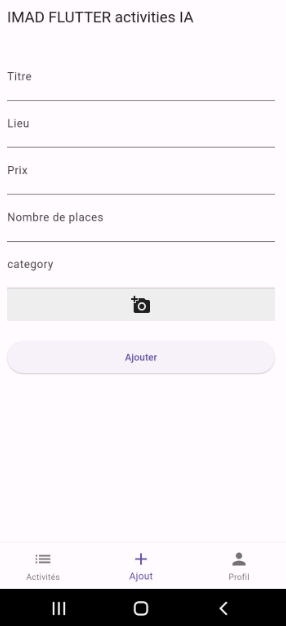 IMAD FLUTTER activities IA
Titre
Lieu
Prix
Nombre de places
category
Ajouter
Activités
Ajout
Profil